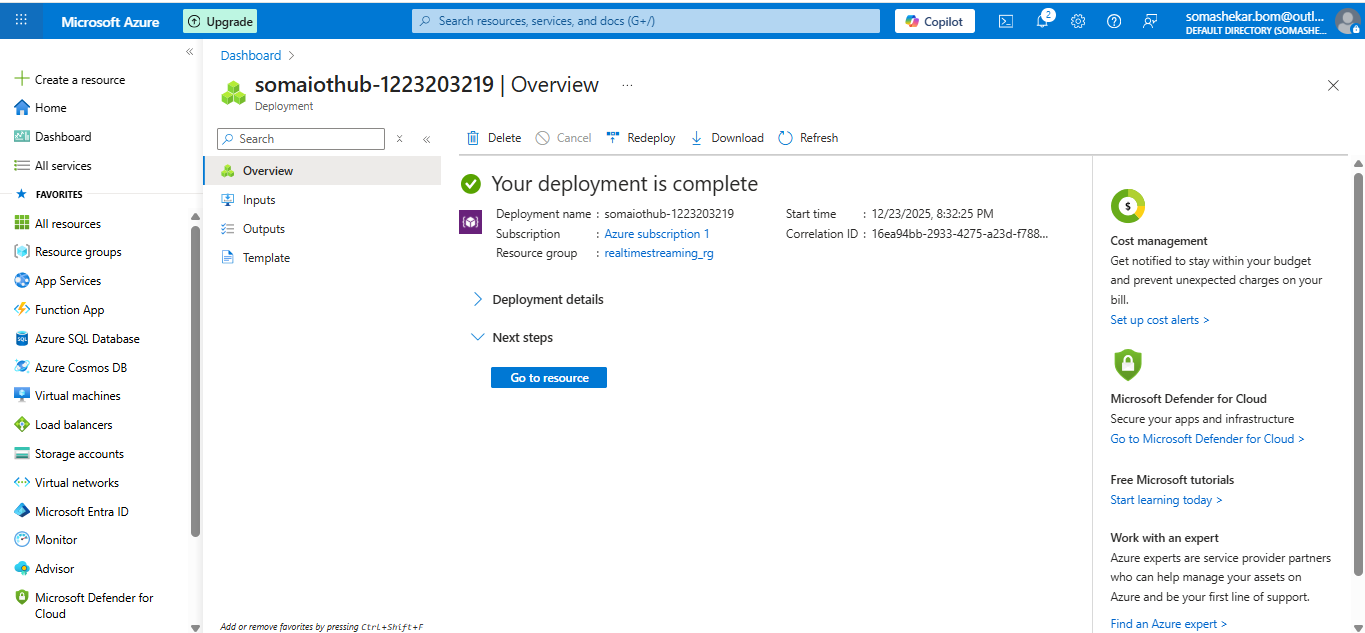 Microsoft Azure
Upgrade
Search resources, services, and docs (G+/)
Copilot
2
somashekar.bom@outl...
DEFAULT DIRECTORY (SOMASHE...
Create a resource
Home
Dashboard
All services
FAVORITES
All resources
Resource groups
App Services
Function App
Azure SQL Database
Azure Cosmos DB
Virtual machines
Load balancers
Storage accounts
Virtual networks
Microsoft Entra ID
Monitor
Advisor
Microsoft Defender for
Cloud
Dashboard
somaiothub-1223203219 | Overview ...
Deployment
Search
Overview
Inputs
Outputs
Template
Add or remove favorites by pressing Ctrl+Shift+F
Delete Cancel Redeploy Download Refresh
Your deployment is complete
Deployment name : somaiothub-1223203219
Subscription : Azure subscription 1
Resource group : realtimestreaming_rg
Start time : 12/23/2025, 8:32:25 PM
Correlation ID : 16ea94bb-2933-4275-a23d-f788...
Deployment details
Next steps
Go to resource
$
Cost management
Get notified to stay within your budget
and prevent unexpected charges on your
bill.
Set up cost alerts >
Microsoft Defender for Cloud
Secure your apps and infrastructure
Go to Microsoft Defender for Cloud >
Free Microsoft tutorials
Start learning today >
Work with an expert
Azure experts are service provider partners
who can help manage your assets on
Azure and be your first line of support.
Find an Azure expert >